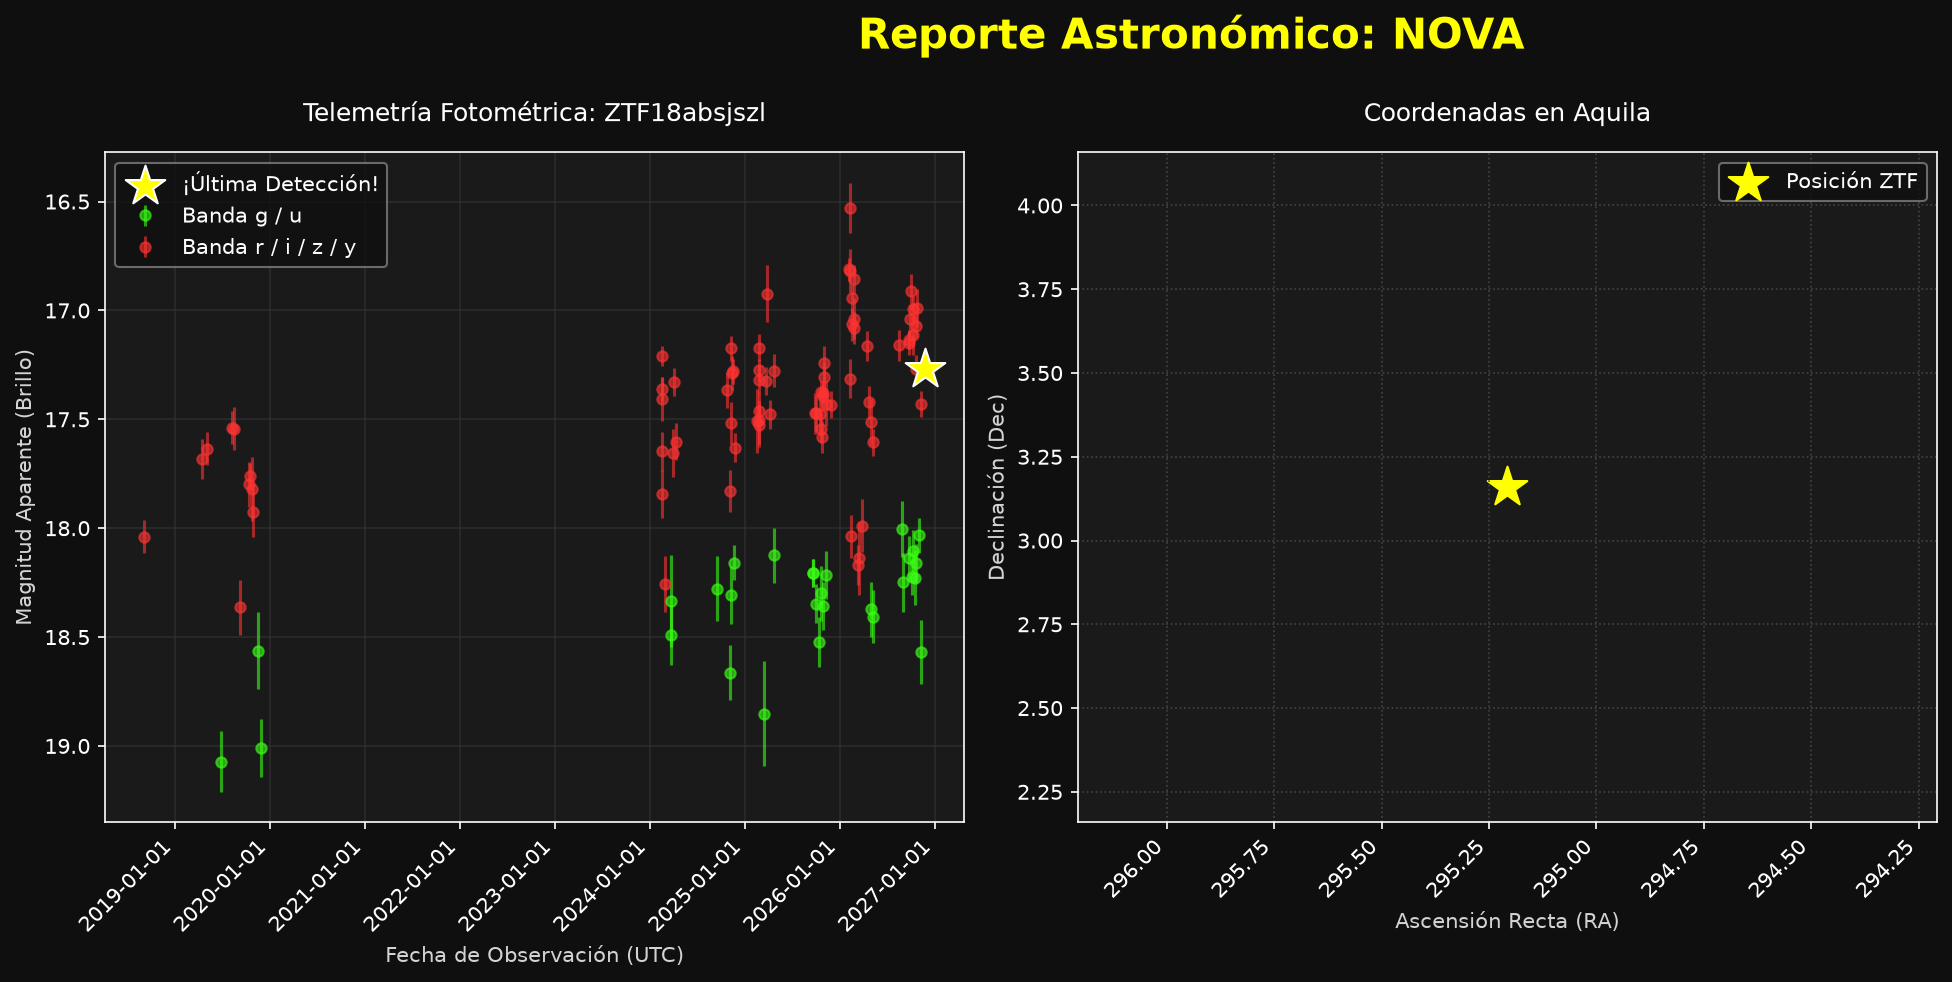 Reporte Astronómico: NOVA
Telemetría Fotométrica: ZTF18absjszl
¡Última Detección!
Banda g / u
Banda r / i / z / y
Magnitud Aparente (Brillo)
16.5
17.0
17.5
18.0
18.5
19.0
2019-01-01
2020-01-01
2021-01-01
2022-01-01
2023-01-01
2024-01-01
2025-01-01
2026-01-01
2027-01-01
Fecha de Observación (UTC)
Coordenadas en Aquila
Posición ZTF
Declinación (Dec)
4.00
3.75
3.50
3.25
3.00
2.75
2.50
2.25
296.00
295.75
295.50
295.25
295.00
294.75
294.50
294.25
Ascensión Recta (RA)